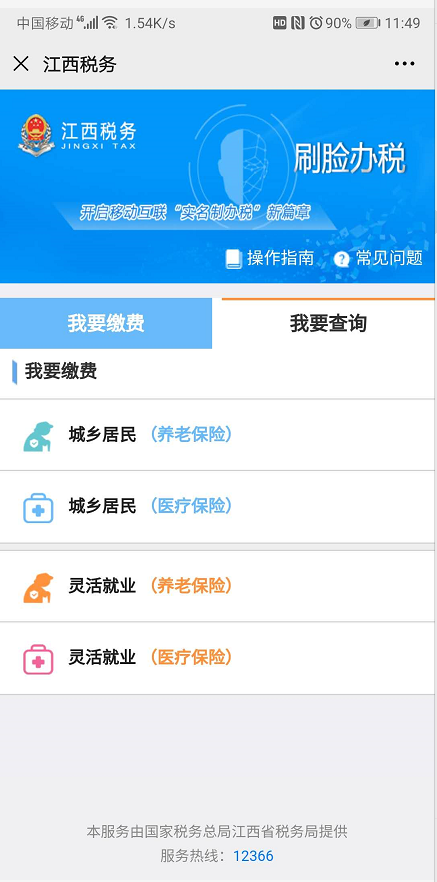 中国移动 4G 1.54K/s HD 90% 11:49
江西税务
江西税务
JINGXI TAX
刷脸办税
开启移动互联“实名制办税”新篇章
操作指南 常见问题
我要缴费 我要查询
我要缴费
城乡居民（养老保险）
城乡居民（医疗保险）
灵活就业（养老保险）
灵活就业（医疗保险）
本服务由国家税务总局江西省税务局提供
服务热线：12366